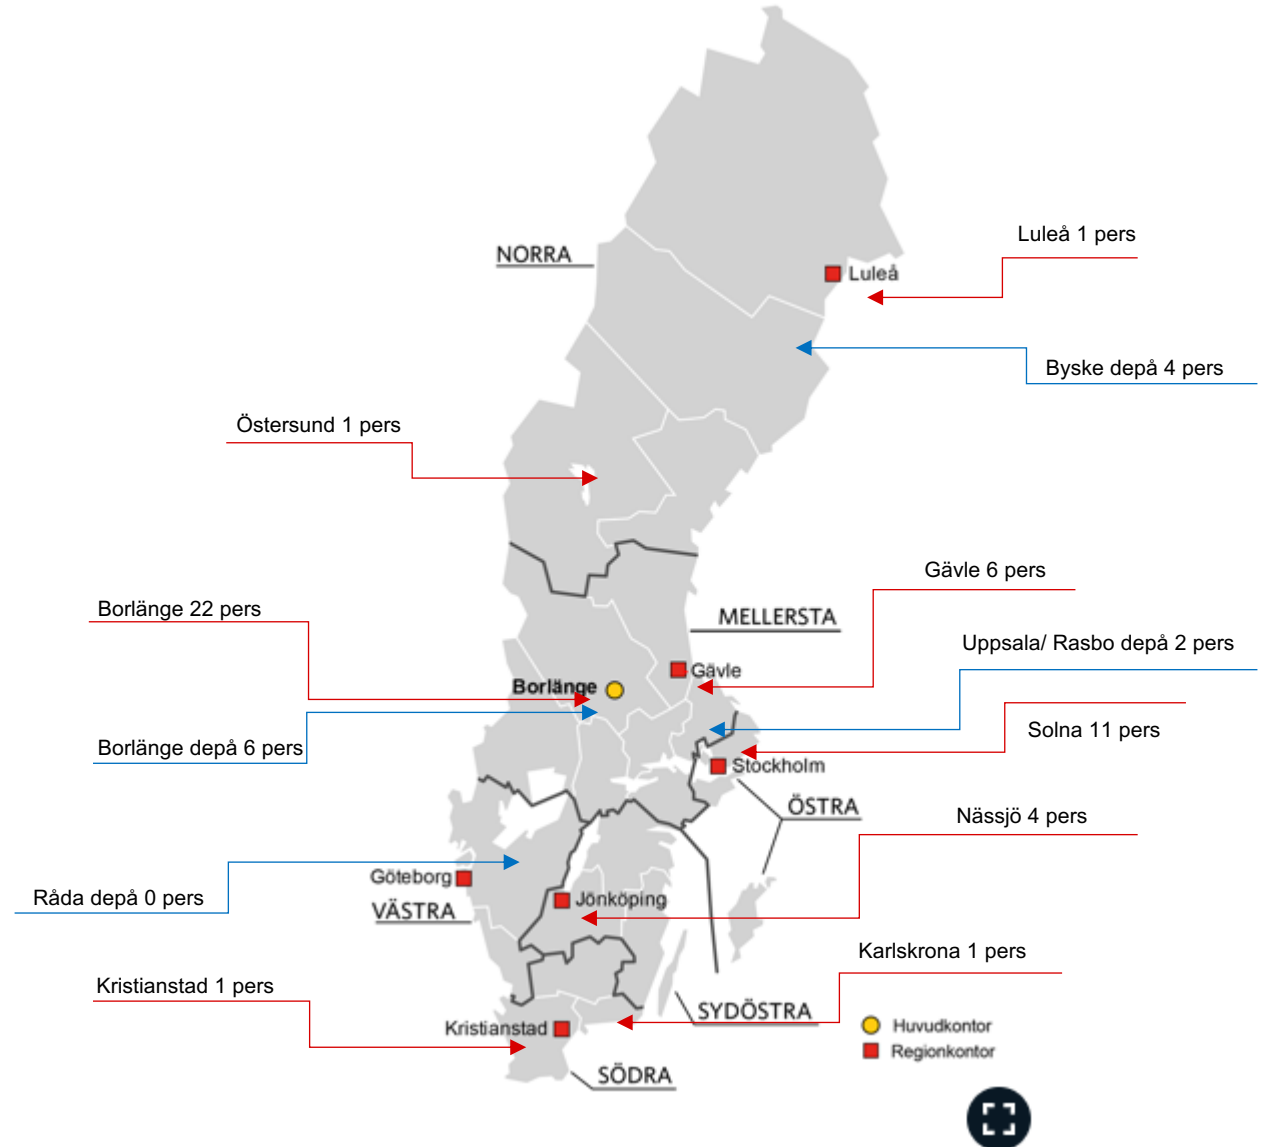 Luleå 1 pers
NORRA
Luleå
Byske depå 4 pers
Östersund 1 pers
Gävle 6 pers
Borlänge 22 pers
MELLERSTA
Uppsala/ Rasbo depå 2 pers
Gävle
Borlänge
Solna 11 pers
Borlänge depå 6 pers
Stockholm
ÖSTRA
Nässjö 4 pers
Göteborg
Råda depå 0 pers
VÄSTRA
Jönköping
Karlskrona 1 pers
Kristianstad 1 pers
SYDÖSTRA
Kristianstad
Huvudkontor
Regionkontor
SÖDRA